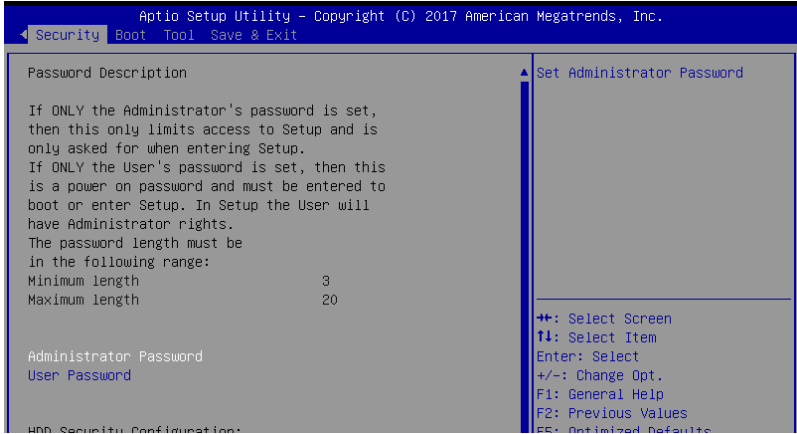 Aptio Setup Utility – Copyright (C) 2017 American Megatrends, Inc.
Security Boot Tool Save & Exit
Password Description
If ONLY the Administrator's password is set,
then this only limits access to Setup and is
only asked for when entering Setup.
If ONLY the User's password is set, then this
is a power on password and must be entered to
boot or enter Setup. In Setup the User will
have Administrator rights.
The password length must be
in the following range:
Minimum length 3
Maximum length 20
Administrator Password
User Password
HDD Security Configuration:
Set Administrator Password
→←: Select Screen
↑↓: Select Item
Enter: Select
+/-: Change Opt.
F1: General Help
F2: Previous Values
F5: Optimized Defaults